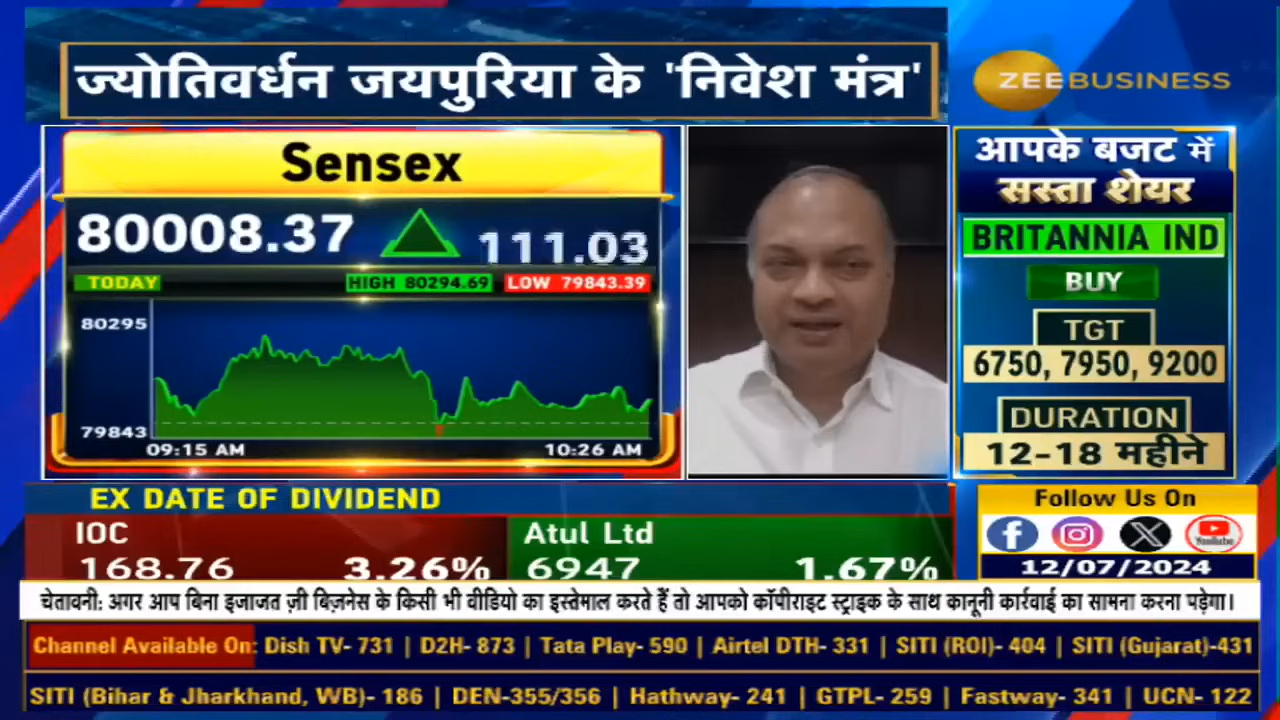 ज्योतिवर्धन जयपुरिया के 'निवेश मंत्र'
ZEEBUSINESS
Sensex
80008.37 111.03
TODAY HIGH 80294.69 LOW 79843.39
80295
79843
09:15 AM 10:26 AM
आपके बजट में
सस्ता शेयर
BRITANNIA IND
BUY
TGT
6750, 7950, 9200
DURATION
12-18 महीने
EX DATE OF DIVIDEND
IOC Atul Ltd
168.76 3.26% 6947 1.67%
Follow Us On
YouTube
12/07/2024
चेतावनी: अगर आप बिना इजाजत ज़ी बिज़नेस के किसी भी वीडियो का इस्तेमाल करते हैं तो आपको कॉपीराइट स्ट्राइक के साथ कानूनी कार्रवाई का सामना करना पड़ेगा।
Channel Available On: Dish TV- 731 | D2H- 873 | Tata Play- 590 | Airtel DTH- 331 | SITI (ROI)- 404 | SITI (Gujarat)-431
SITI (Bihar & Jharkhand, WB)- 186 | DEN-355/356 | Hathway- 241 | GTPL- 259 | Fastway- 341 | UCN- 122